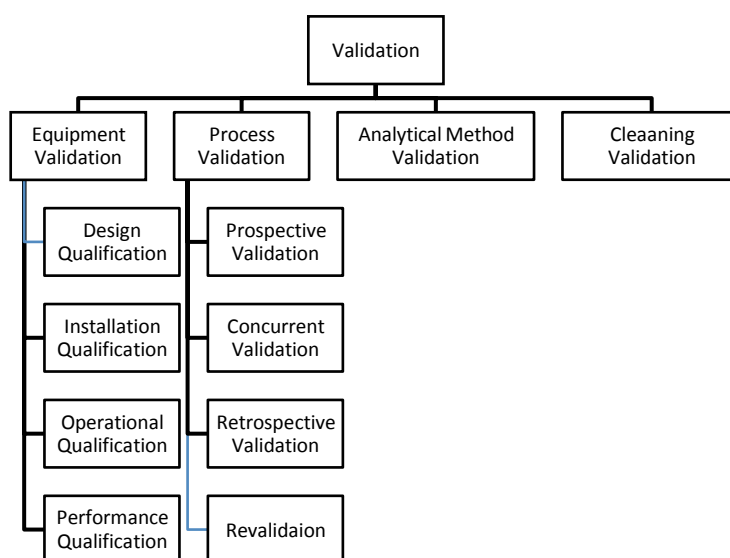 Validation
Equipment
Validation
Process
Validation
Analytical Method
Validation
Cleaaning
Validation
Design
Qualification
Prospective
Validation
Installation
Qualification
Concurrent
Validation
Operational
Qualification
Retrospective
Validation
Performance
Qualification
Revalidaion